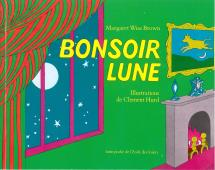 Margaret Wise Brown
BONSOIR
LUNE
Illustrations
de Clement Hurd